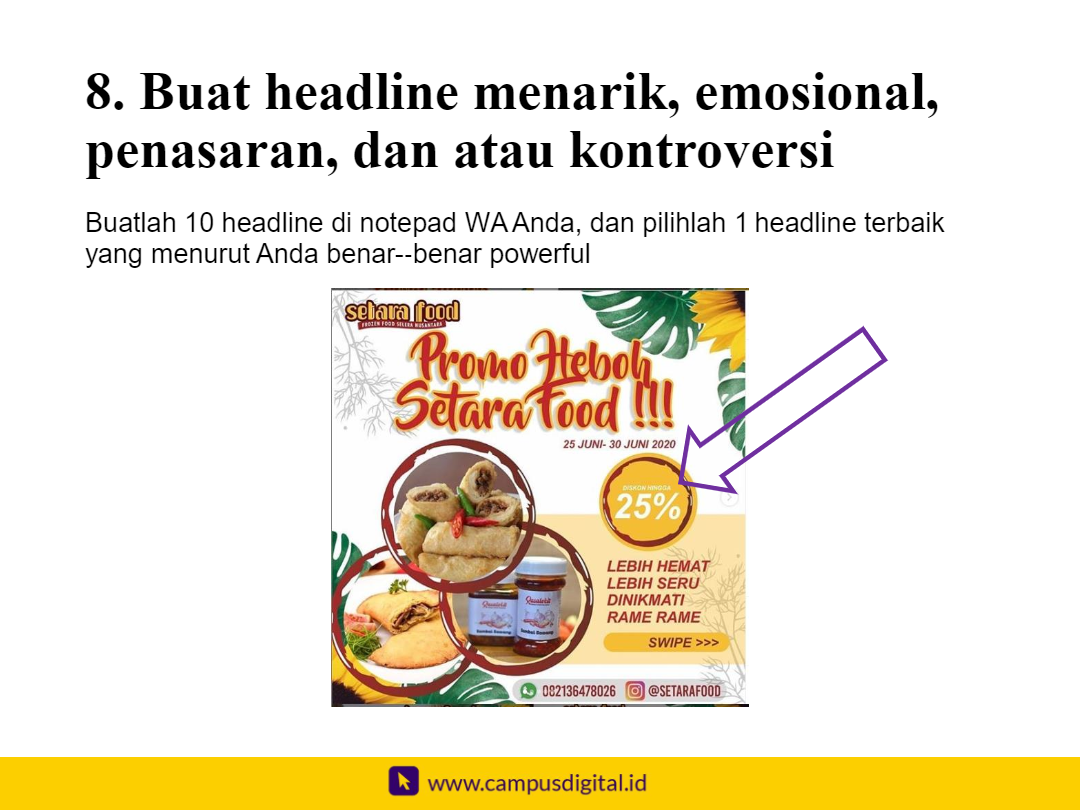 8. Buat headline menarik, emosional,
penasaran, dan atau kontroversi
Buatlah 10 headline di notepad WA Anda, dan pilihlah 1 headline terbaik
yang menurut Anda benar--benar powerful
setara food
FROZEN FOOD SELERA NUSANTARA
Promo Heboh
Setara Food !!!
25 JUNI- 30 JUNI 2020
DISKON HINGGA
25%
LEBIH HEMAT
LEBIH SERU
DINIKMATI
RAME RAME
SWIPE >>>
082136478026 @SETARAFOOD
www.campusdigital.id